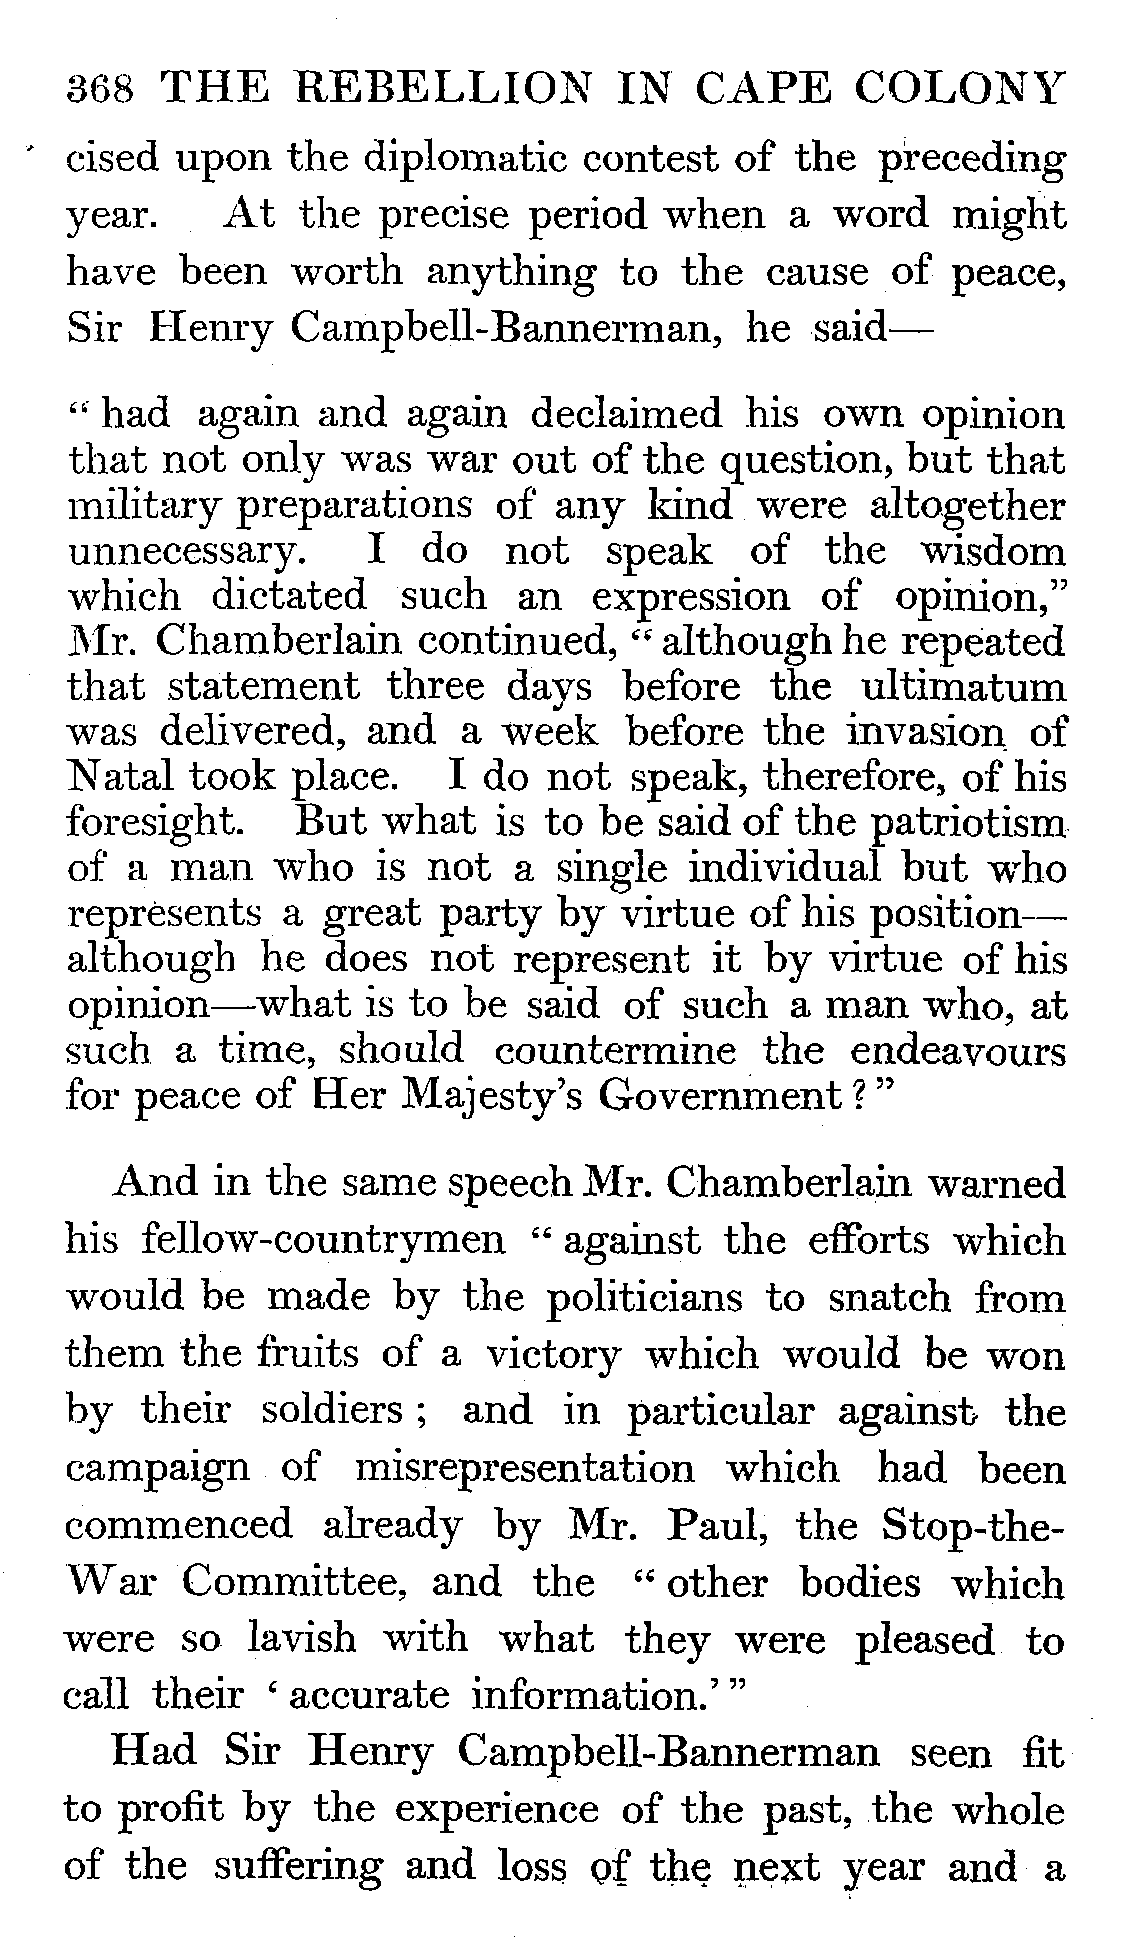 368 THE REBELLION IN CAPE COLONY
cised upon the diplomatic contest of the preceding
year. At the precise period when a word might
have been worth anything to the cause of peace,
Sir Henry Campbell-Bannerman, he said—
“had again and again declaimed his own opinion
that not only was war out of the question, but that
military preparations of any kind were altogether
unnecessary. I do not speak of the wisdom
which dictated such an expression of opinion,”
Mr. Chamberlain continued, “although he repeated
that statement three days before the ultimatum
was delivered, and a week before the invasion of
Natal took place. I do not speak, therefore, of his
foresight. But what is to be said of the patriotism
of a man who is not a single individual but who
represents a great party by virtue of his position—
although he does not represent it by virtue of his
opinion—what is to be said of such a man who, at
such a time, should countermine the endeavours
for peace of Her Majesty’s Government?”
And in the same speech Mr. Chamberlain warned
his fellow-countrymen “against the efforts which
would be made by the politicians to snatch from
them the fruits of a victory which would be won
by their soldiers; and in particular against the
campaign of misrepresentation which had been
commenced already by Mr. Paul, the Stop-the-
War Committee, and the “other bodies which
were so lavish with what they were pleased to
call their ‘accurate information.’”
Had Sir Henry Campbell-Bannerman seen fit
to profit by the experience of the past, the whole
of the suffering and loss of the next year and a